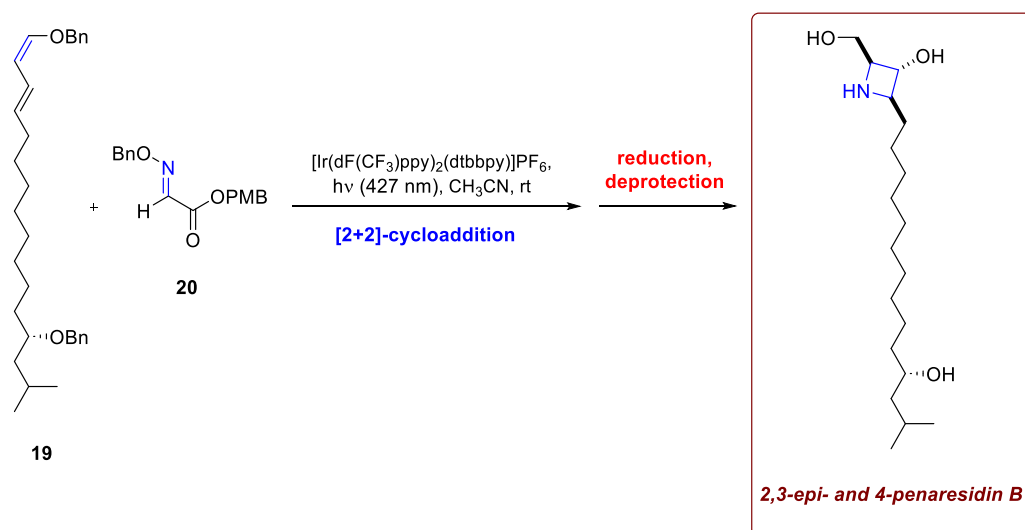 OBn
BnO
N
H
OPMB
O
20
+
OBn
19
[Ir(dF(CF₃)ppy)₂(dtbbpy)]PF₆,
hν (427 nm), CH₃CN, rt
[2+2]-cycloaddition
reduction,
deprotection
HO
OH
HN
OH
2,3-epi- and 4-penaresidin B